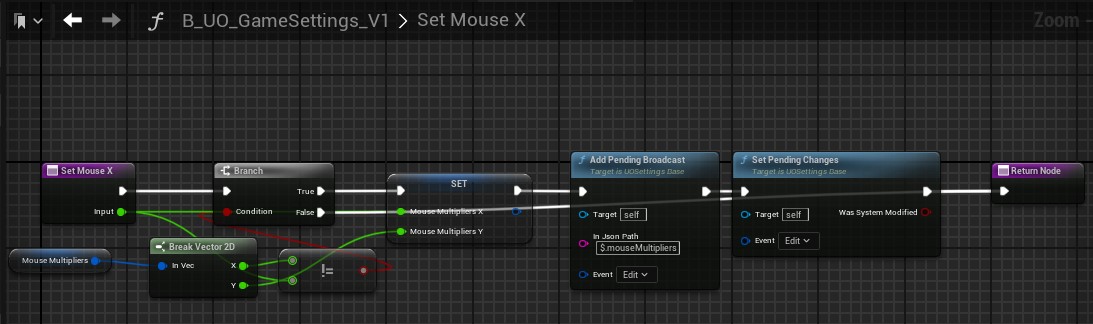 B_UO_GameSettings_V1 > Set Mouse X
Zoom -
Set Mouse X
Input
Mouse Multipliers
Branch
Condition
True
False
Break Vector 2D
In Vec
X
Y
!=
SET
Mouse Multipliers X
Mouse Multipliers Y
Add Pending Broadcast
Target is UOSettings Base
Target self
In Json Path
$.mouseMultipliers
Event Edit
Set Pending Changes
Target is UOSettings Base
Target self
Was System Modified
Event Edit
Return Node